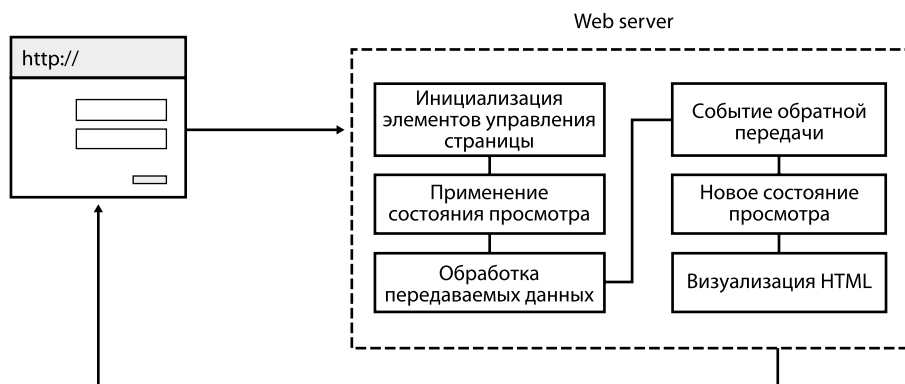 Web server
http://
Инициализация
элементов управления
страницы
Применение
состояния просмотра
Обработка
передаваемых данных
Событие обратной
передачи
Новое состояние
просмотра
Визуализация HTML